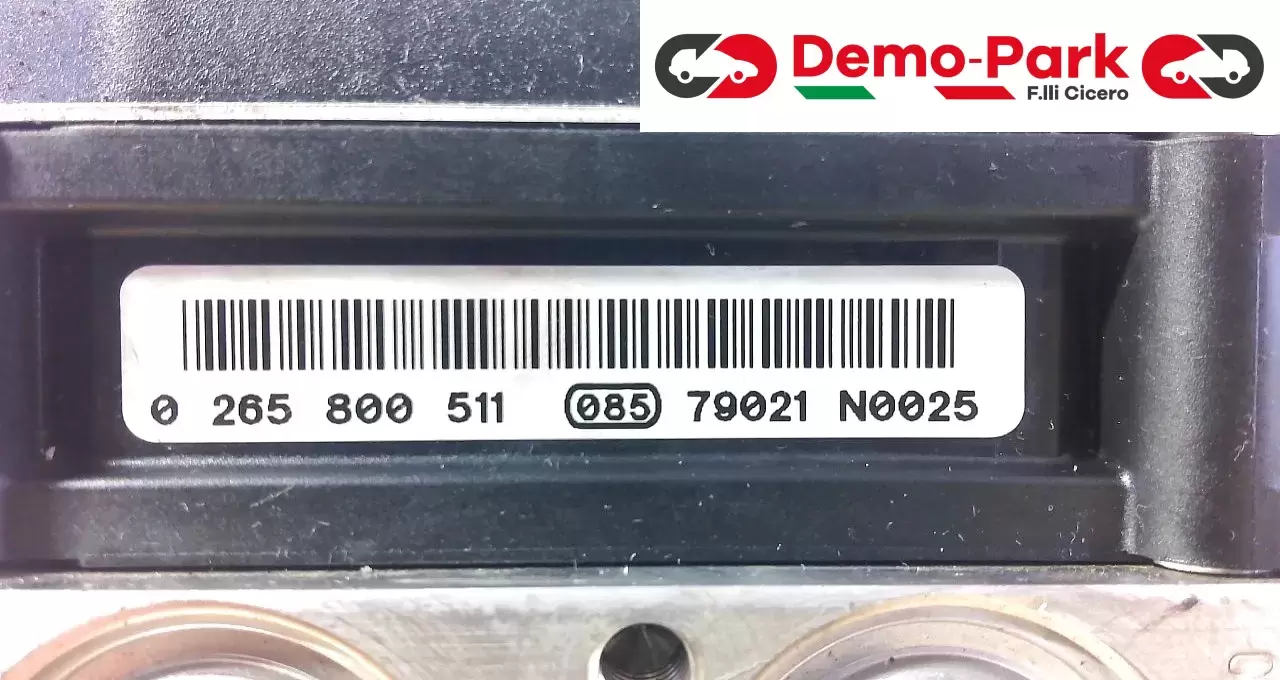 Demo-Park
F.lli Cicero
0 265 800 511 085 79021 N0025